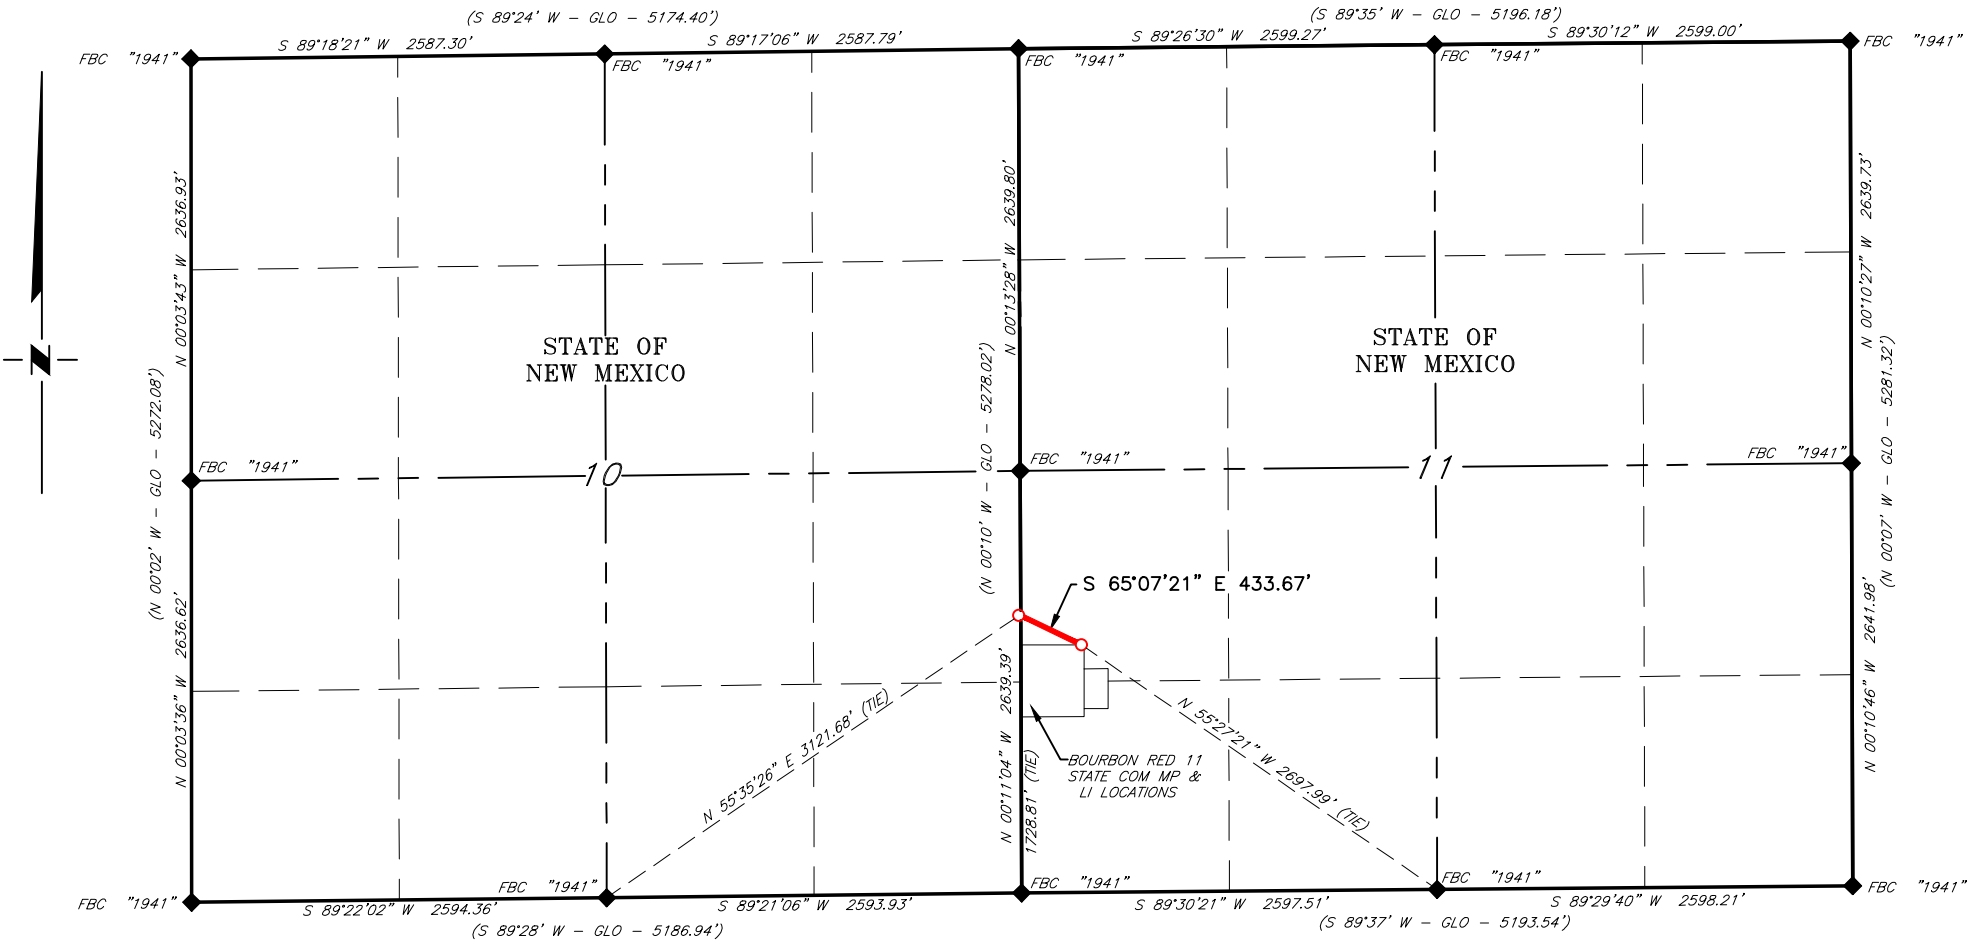 (S 89°24' W - GLO - 5174.40')
(S 89°35' W - GLO - 5196.18')
S 89°18'21" W 2587.30'
S 89°17'06" W 2587.79'
S 89°26'30" W 2599.27'
S 89°30'12" W 2599.00'
FBC "1941"
FBC "1941"
FBC "1941"
FBC "1941"
FBC "1941"
N 00°03'43" W 2636.93'
N 00°13'28" W 2639.80'
N 00°10'27" W 2639.73'
STATE OF
NEW MEXICO
STATE OF
NEW MEXICO
N
(N 00°02' W - GLO - 5272.08')
(N 00°10' W - GLO - 5278.02')
(N 00°07' W - GLO - 5281.32')
FBC "1941"
10
FBC "1941"
11
FBC "1941"
S 65°07'21" E 433.67'
N 00°03'36" W 2636.62'
N 55°35'26" E 3121.68' (TIE)
N 00°11'04" W 2639.39'
1728.81' (TIE)
N 55°27'21" W 2697.99' (TIE)
N 00°10'46" W 2641.98'
BOURBON RED 11
STATE COM MP &
LI LOCATIONS
FBC "1941"
FBC "1941"
FBC "1941"
FBC "1941"
FBC "1941"
S 89°22'02" W 2594.36'
S 89°21'06" W 2593.93'
S 89°30'21" W 2597.51'
S 89°29'40" W 2598.21'
(S 89°28' W - GLO - 5186.94')
(S 89°37' W - GLO - 5193.54')